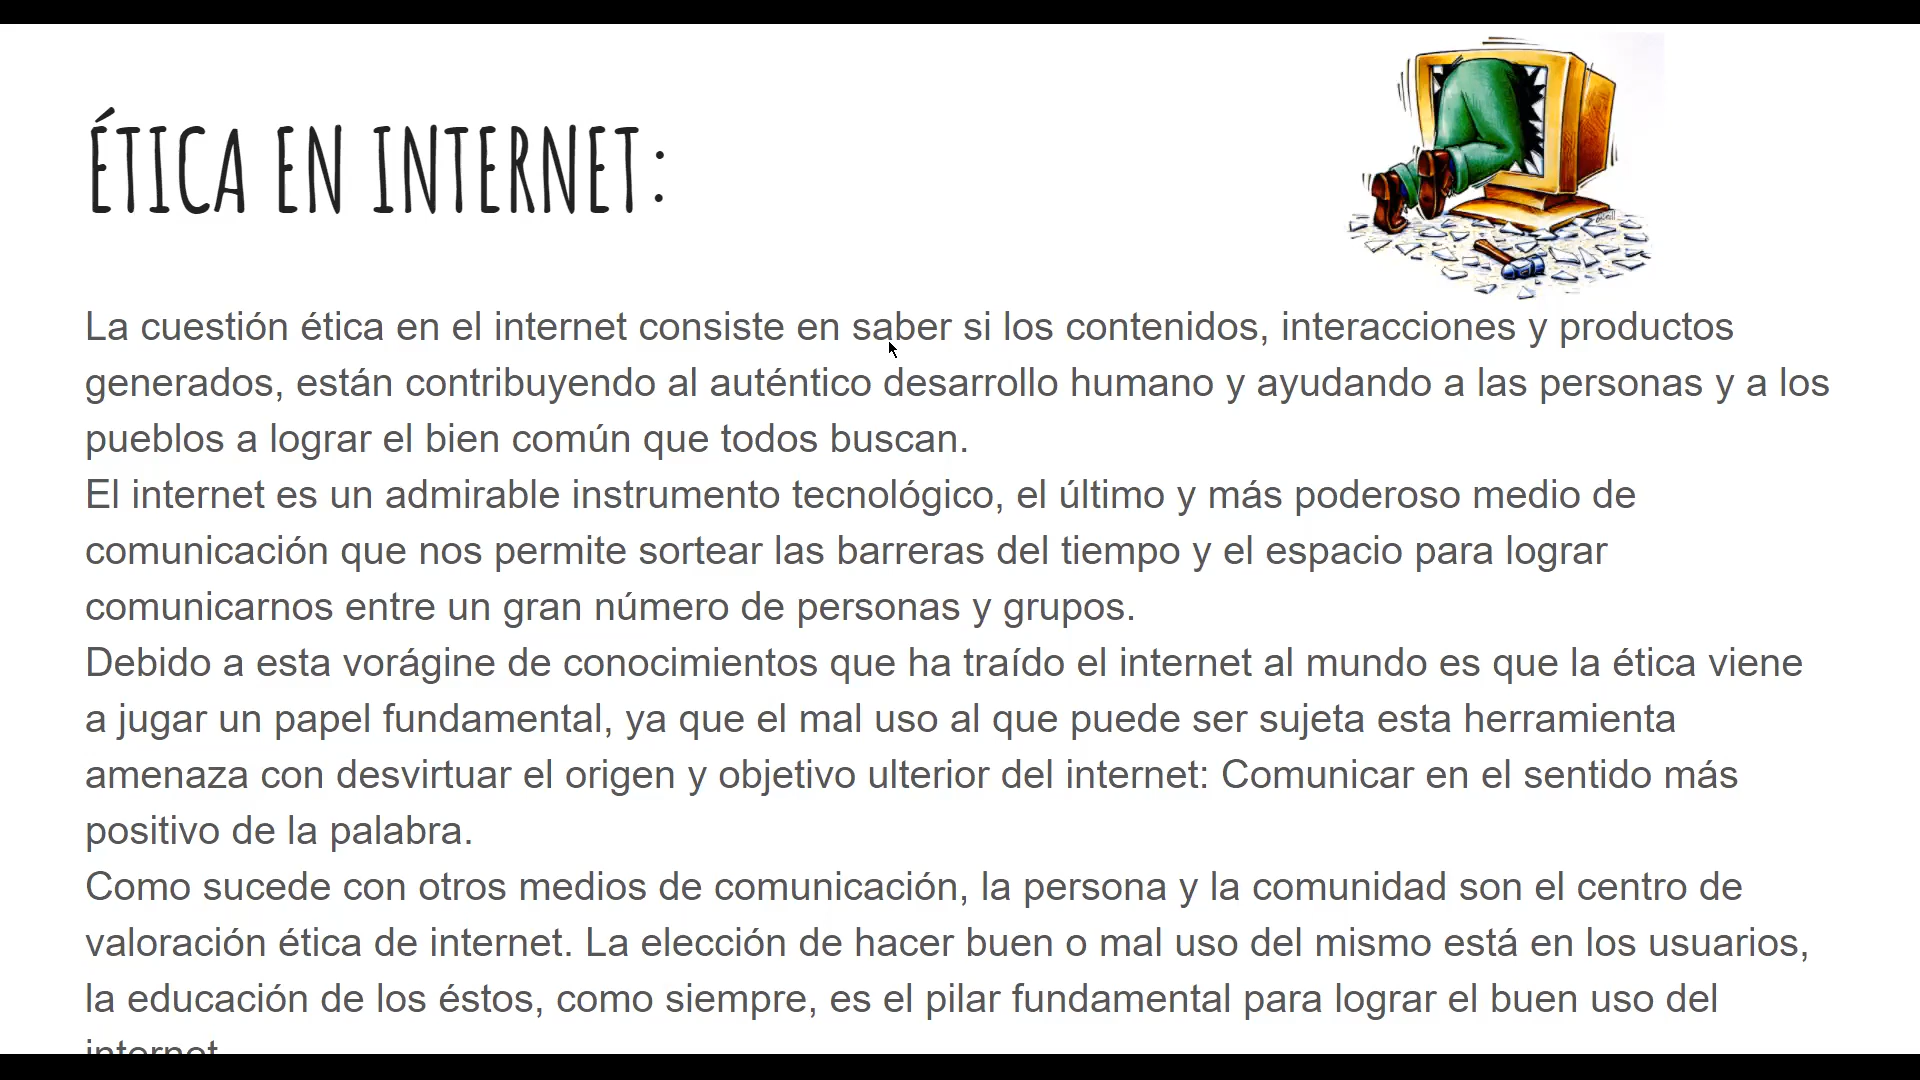 ÉTICA EN INTERNET:
La cuestión ética en el internet consiste en saber si los contenidos, interacciones y productos
generados, están contribuyendo al auténtico desarrollo humano y ayudando a las personas y a los
pueblos a lograr el bien común que todos buscan.
El internet es un admirable instrumento tecnológico, el último y más poderoso medio de
comunicación que nos permite sortear las barreras del tiempo y el espacio para lograr
comunicarnos entre un gran número de personas y grupos.
Debido a esta vorágine de conocimientos que ha traído el internet al mundo es que la ética viene
a jugar un papel fundamental, ya que el mal uso al que puede ser sujeta esta herramienta
amenaza con desvirtuar el origen y objetivo ulterior del internet: Comunicar en el sentido más
positivo de la palabra.
Como sucede con otros medios de comunicación, la persona y la comunidad son el centro de
valoración ética de internet. La elección de hacer buen o mal uso del mismo está en los usuarios,
la educación de los éstos, como siempre, es el pilar fundamental para lograr el buen uso del
internet